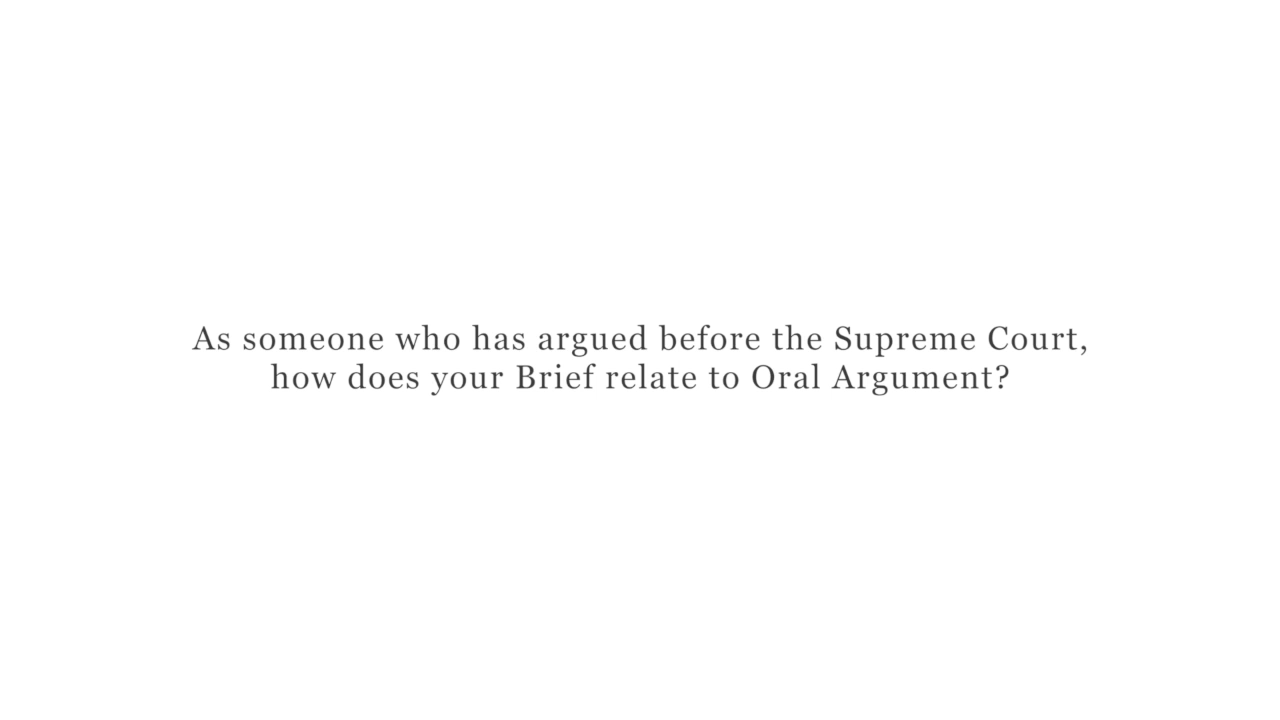 As someone who has argued before the Supreme Court,
how does your Brief relate to Oral Argument?